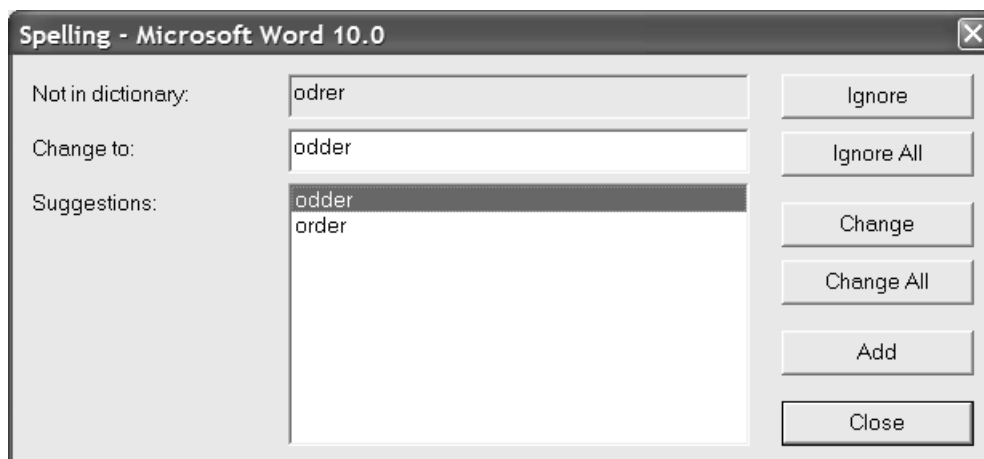 Spelling - Microsoft Word 10.0
Not in dictionary: odrer Ignore
Change to: odder Ignore All
Suggestions: odder
order
Change
Change All
Add
Close